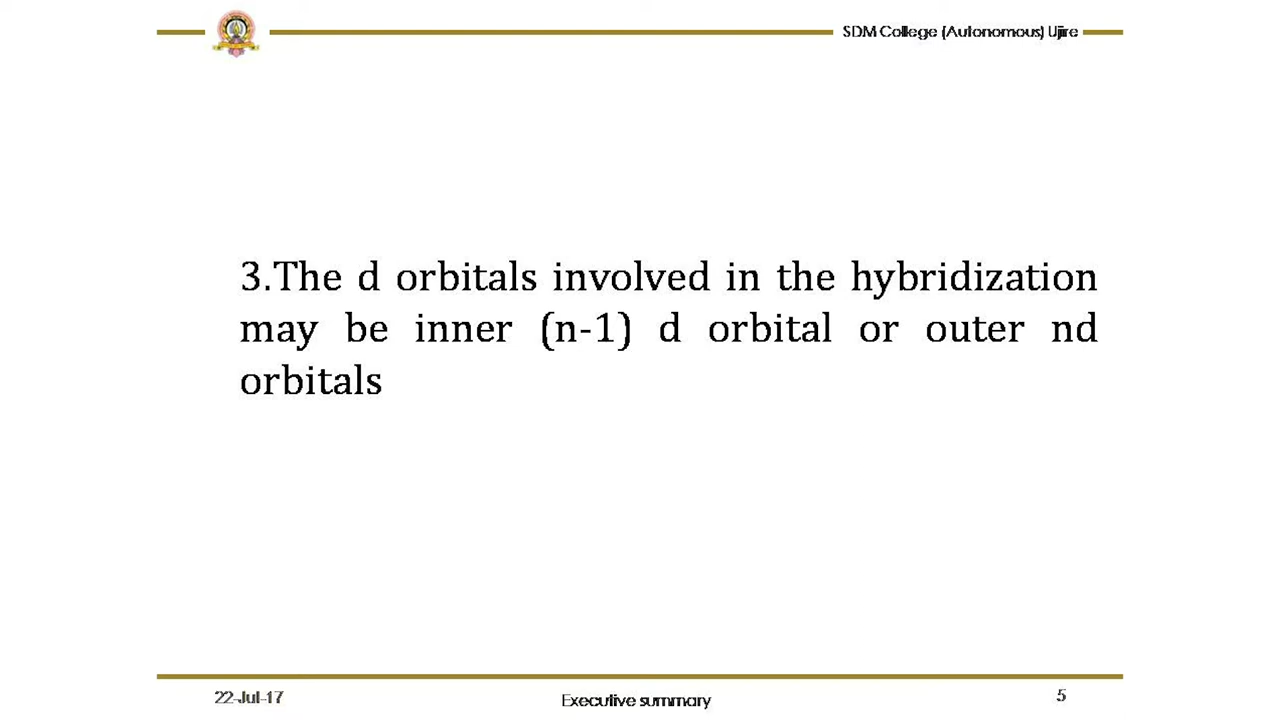 SDM College (Autonomous) Ujire
3.The d orbitals involved in the hybridization
may be inner (n-1) d orbital or outer nd
orbitals
22-Jul-17
Executive summary
5